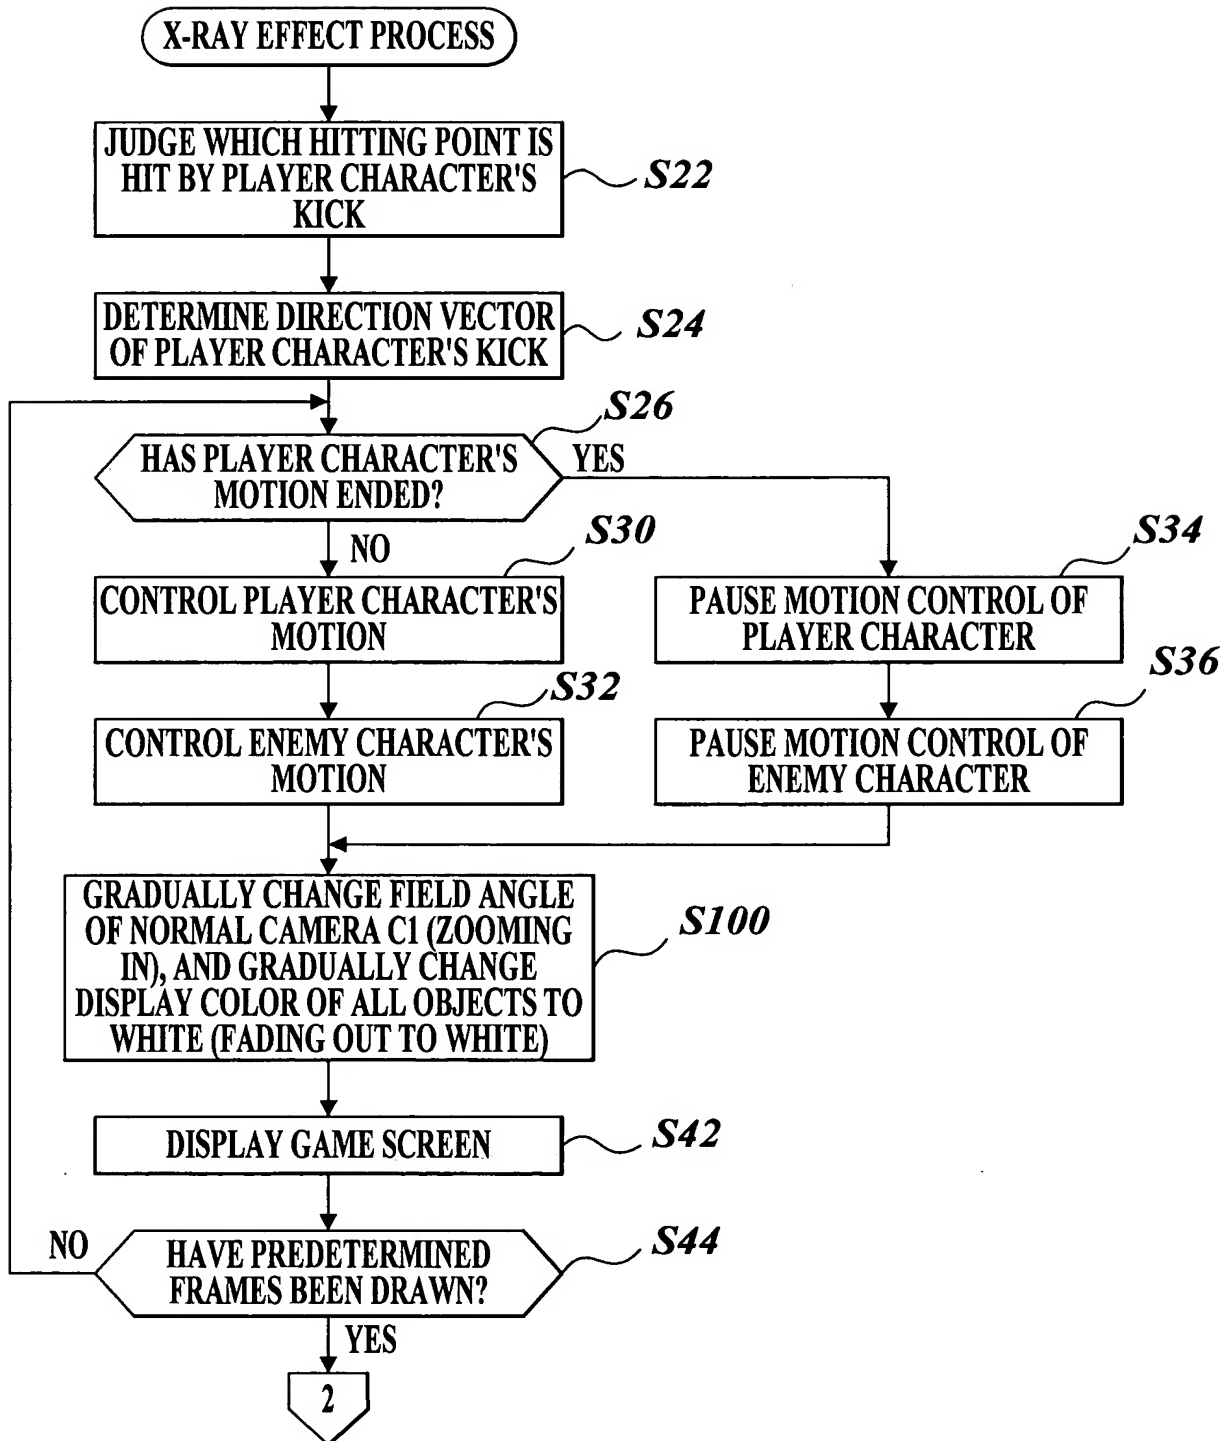 X-RAY EFFECT PROCESS
JUDGE WHICH HITTING POINT IS
HIT BY PLAYER CHARACTER'S
KICK
S22
DETERMINE DIRECTION VECTOR
OF PLAYER CHARACTER'S KICK
S24
S26
HAS PLAYER CHARACTER'S
MOTION ENDED?
YES
NO
S30
CONTROL PLAYER CHARACTER'S
MOTION
S34
PAUSE MOTION CONTROL OF
PLAYER CHARACTER
S32
CONTROL ENEMY CHARACTER'S
MOTION
S36
PAUSE MOTION CONTROL OF
ENEMY CHARACTER
GRADUALLY CHANGE FIELD ANGLE
OF NORMAL CAMERA C1 (ZOOMING
IN), AND GRADUALLY CHANGE
DISPLAY COLOR OF ALL OBJECTS TO
WHITE (FADING OUT TO WHITE)
S100
DISPLAY GAME SCREEN
S42
NO
HAVE PREDETERMINED
FRAMES BEEN DRAWN?
S44
YES
2